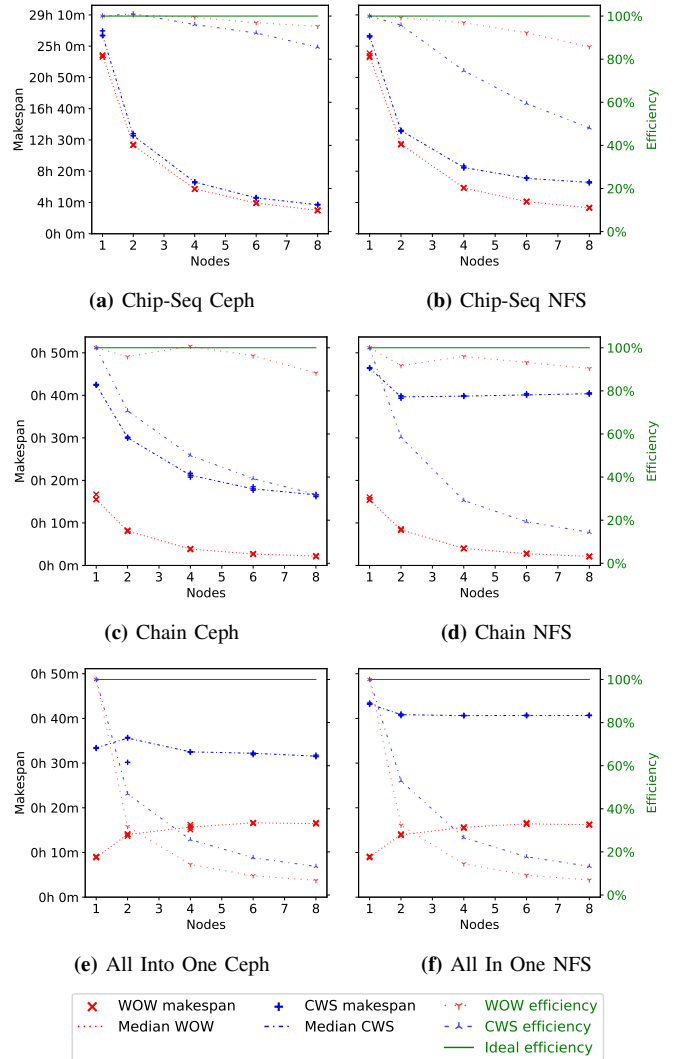 29h 10m
25h 0m
20h 50m
16h 40m
12h 30m
8h 20m
4h 10m
0h 0m
Makespan
1 2 3 4 5 6 7 8
Nodes
(a) Chip-Seq Ceph
100%
80%
60%
40%
20%
0%
Efficiency
1 2 3 4 5 6 7 8
Nodes
(b) Chip-Seq NFS
0h 50m
0h 40m
0h 30m
0h 20m
0h 10m
0h 0m
Makespan
1 2 3 4 5 6 7 8
Nodes
(c) Chain Ceph
100%
80%
60%
40%
20%
0%
Efficiency
1 2 3 4 5 6 7 8
Nodes
(d) Chain NFS
0h 50m
0h 40m
0h 30m
0h 20m
0h 10m
0h 0m
Makespan
1 2 3 4 5 6 7 8
Nodes
(e) All Into One Ceph
100%
80%
60%
40%
20%
0%
Efficiency
1 2 3 4 5 6 7 8
Nodes
(f) All In One NFS
WOW makespan
Median WOW
CWS makespan
Median CWS
WOW efficiency
CWS efficiency
Ideal efficiency